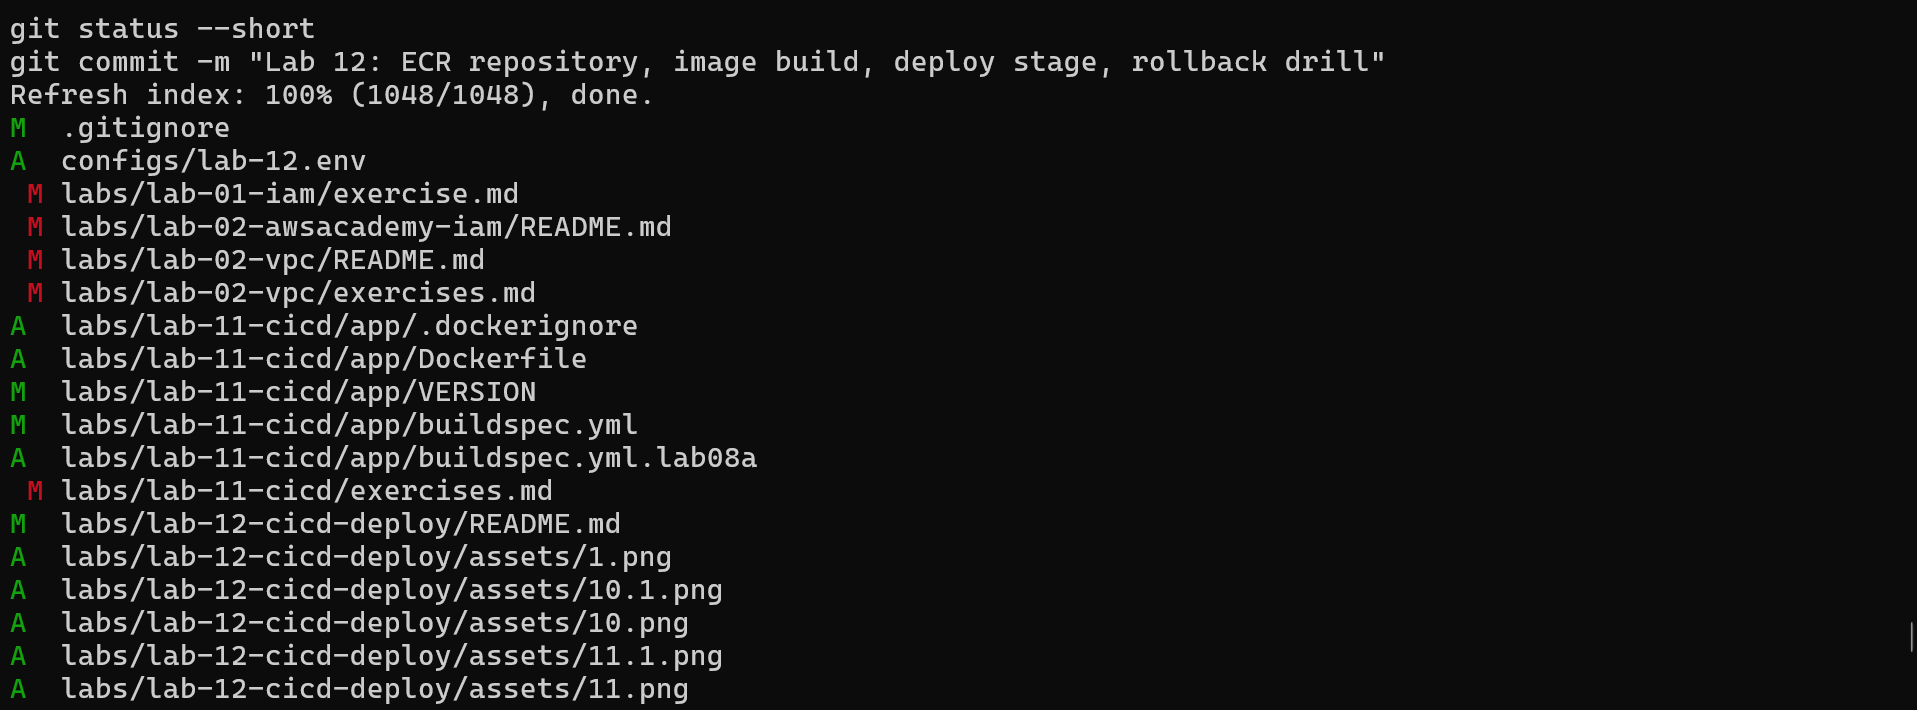 git status --short
git commit -m "Lab 12: ECR repository, image build, deploy stage, rollback drill"
Refresh index: 100% (1048/1048), done.
M  .gitignore
A  configs/lab-12.env
 M labs/lab-01-iam/exercise.md
 M labs/lab-02-awsacademy-iam/README.md
 M labs/lab-02-vpc/README.md
 M labs/lab-02-vpc/exercises.md
A  labs/lab-11-cicd/app/.dockerignore
A  labs/lab-11-cicd/app/Dockerfile
M  labs/lab-11-cicd/app/VERSION
M  labs/lab-11-cicd/app/buildspec.yml
A  labs/lab-11-cicd/app/buildspec.yml.lab08a
 M labs/lab-11-cicd/exercises.md
M  labs/lab-12-cicd-deploy/README.md
A  labs/lab-12-cicd-deploy/assets/1.png
A  labs/lab-12-cicd-deploy/assets/10.1.png
A  labs/lab-12-cicd-deploy/assets/10.png
A  labs/lab-12-cicd-deploy/assets/11.1.png
A  labs/lab-12-cicd-deploy/assets/11.png